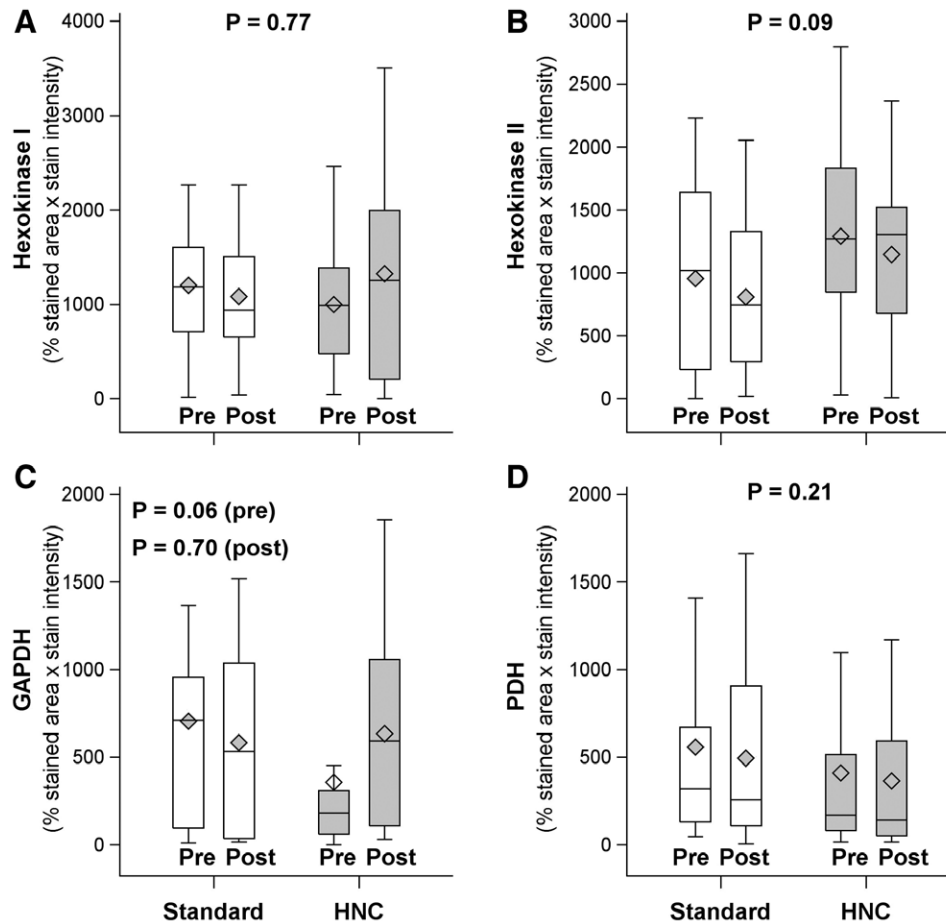 A
P = 0.77
Hexokinase I
(% stained area x stain intensity)
4000
3000
2000
1000
0
Pre Post Pre Post
B
P = 0.09
Hexokinase II
(% stained area x stain intensity)
3000
2500
2000
1500
1000
500
0
Pre Post Pre Post
C
P = 0.06 (pre)
P = 0.70 (post)
GAPDH
(% stained area x stain intensity)
2000
1500
1000
500
0
Pre Post Pre Post
Standard HNC
D
P = 0.21
PDH
(% stained area x stain intensity)
2000
1500
1000
500
0
Pre Post Pre Post
Standard HNC